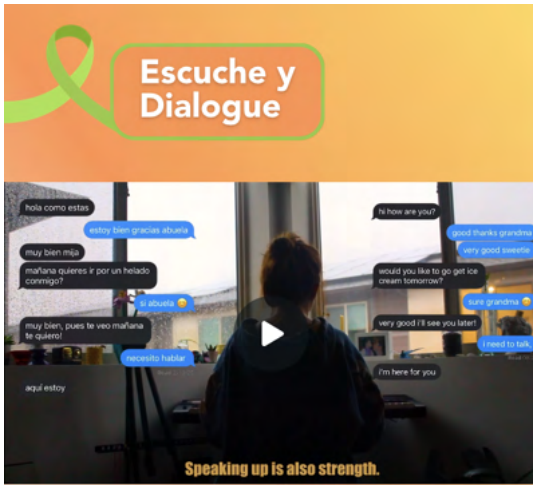 Escuche y
Dialogue
hola como estas
estoy bien gracias abuela
muy bien mija
mañana quieres ir por un helado
conmigo?
si abuela 😊
muy bien, pues te veo mañana
te quiero!
necesito hablar
aquí estoy
hi how are you?
good thanks grandma
very good sweetie
would you like to go get ice
cream tomorrow?
sure grandma 😊
very good i'll see you later!
i need to talk,
i'm here for you
Speaking up is also strength.